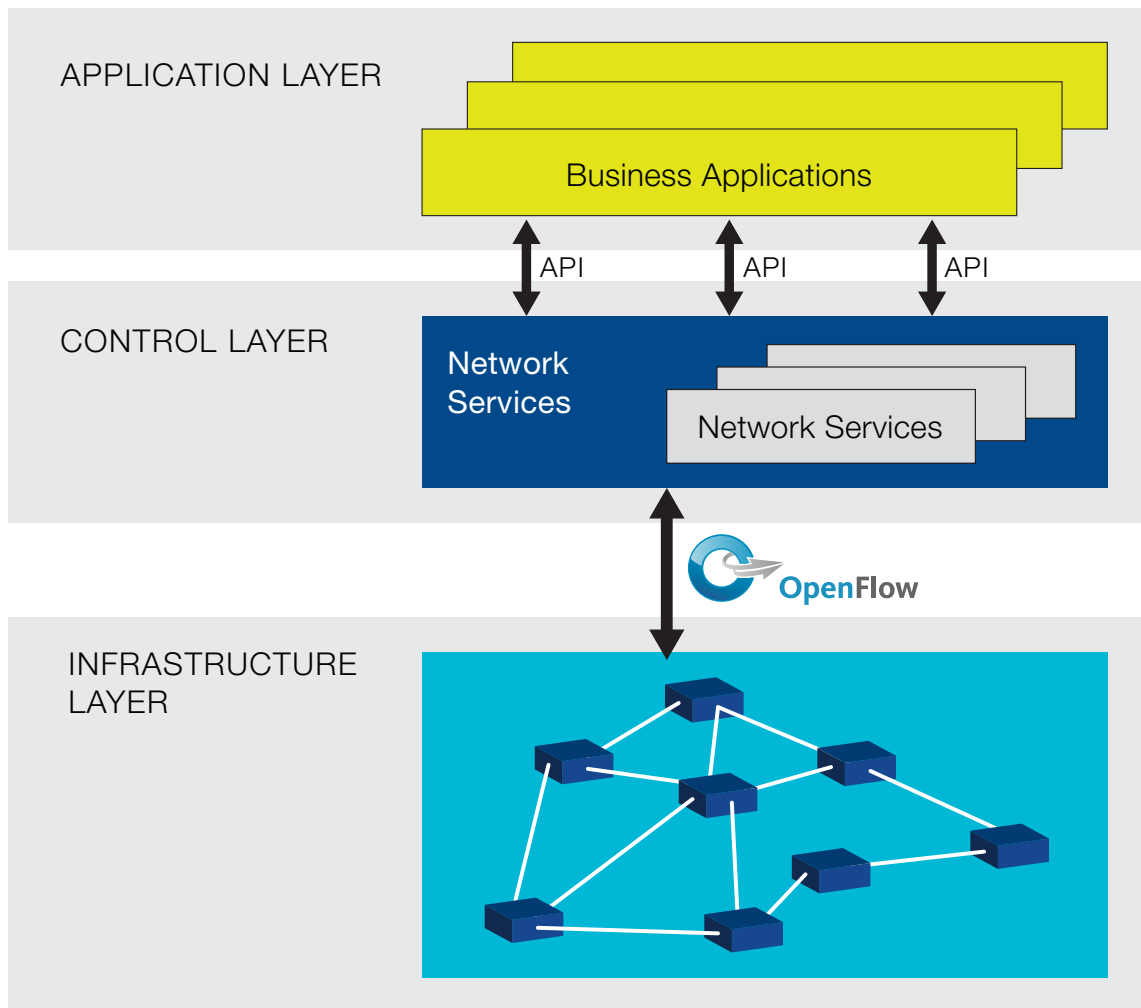 APPLICATION LAYER
Business Applications
API API API
CONTROL LAYER
Network
Services
Network Services
OpenFlow
INFRASTRUCTURE
LAYER